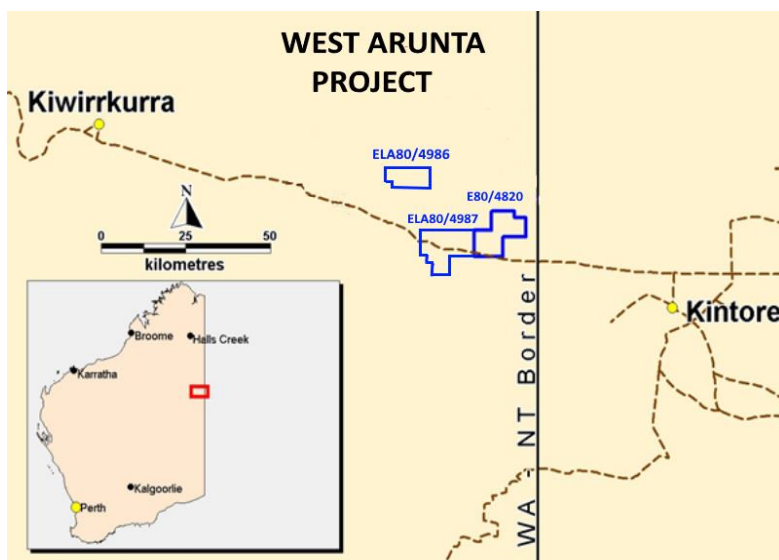 WEST ARUNTA
PROJECT
Kiwirrkurra
ELA80/4986
E80/4820
ELA80/4987
N
0 25 50
kilometres
Kintore
WA - NT Border
Broome
Halls Creek
Karratha
Kalgoorlie
Perth